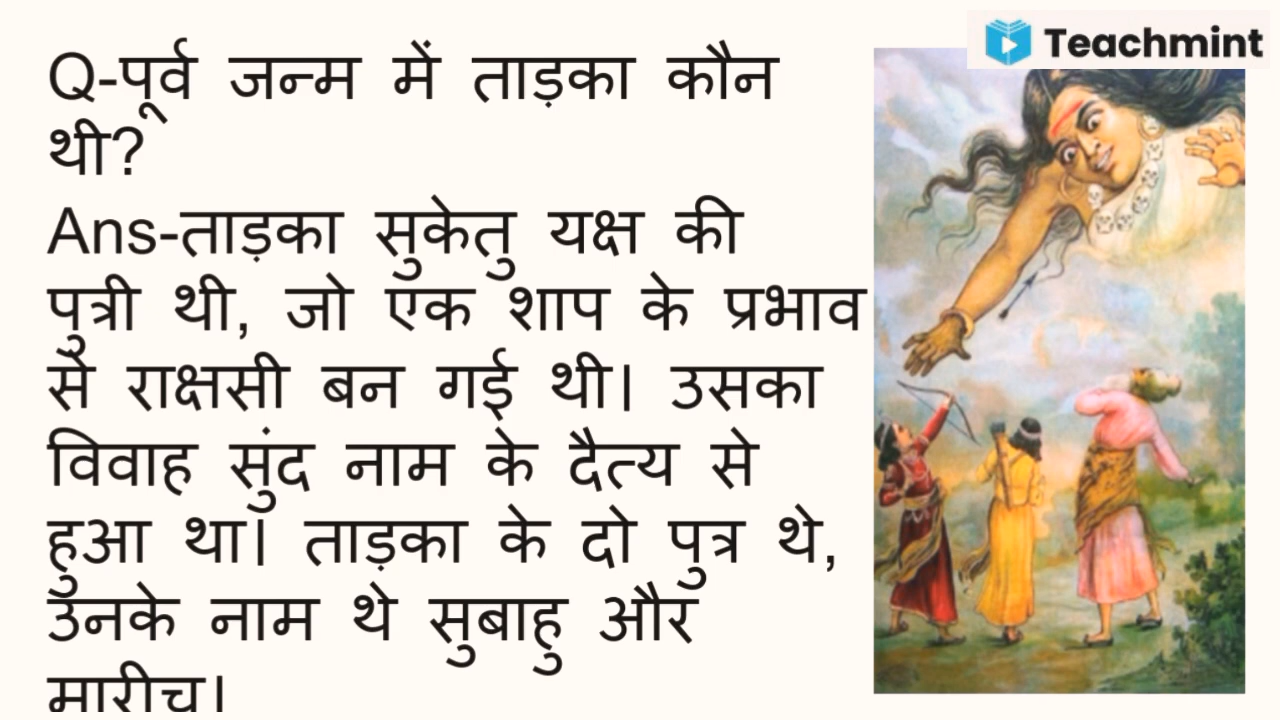 Teachmint
Q-पूर्व जन्म में ताड़का कौन
थी?
Ans-ताड़का सुकेतु यक्ष की
पुत्री थी, जो एक शाप के प्रभाव
से राक्षसी बन गई थी। उसका
विवाह सुंद नाम के दैत्य से
हुआ था। ताड़का के दो पुत्र थे,
उनके नाम थे सुबाहु और
मारीच।